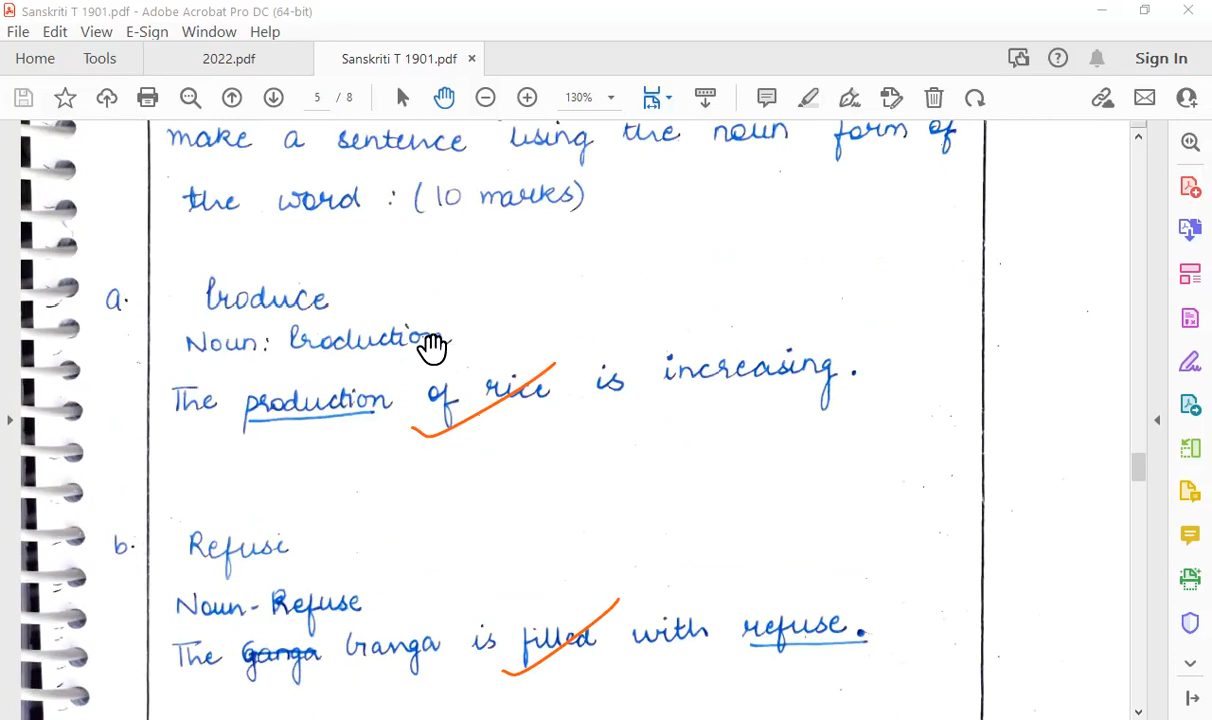 Sanskriti T 1901.pdf - Adobe Acrobat Pro DC (64-bit)
File Edit View E-Sign Window Help
Home Tools 2022.pdf Sanskriti T 1901.pdf × Sign In
5 / 8 130%
make a sentence using the noun form of
the word : (10 marks)
a. Produce
Noun: Production
The production of rice is increasing.
b. Refuse
Noun - Refuse
The ganga Ganga is filled with refuse.